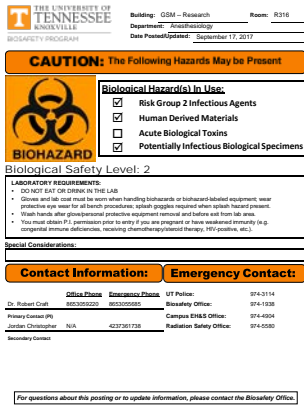 THE UNIVERSITY OF
TENNESSEE
KNOXVILLE
BIOSAFETY PROGRAM
Building: GSM – Research Room: R316
Department: Anesthesiology
Date Posted/Updated: September 17, 2017
CAUTION: The Following Hazards May be Present
BIOHAZARD
Biological Hazard(s) In Use:
Risk Group 2 Infectious Agents
Human Derived Materials
Acute Biological Toxins
Potentially Infectious Biological Specimens
Biological Safety Level: 2
LABORATORY REQUIREMENTS:
• DO NOT EAT OR DRINK IN THE LAB
• Gloves and lab coat must be worn when handling biohazards or biohazard-labeled equipment; wear
protective eye wear for all bench procedures; splash goggles required when splash hazard present.
• Wash hands after glove/personal protective equipment removal and before exit from lab area.
• You must obtain P.I. permission prior to entry if you are pregnant or have weakened immunity (e.g.
congenital immune deficiencies, receiving chemotherapy/steroid therapy, HIV-positive, etc.).
Special Considerations:
Contact Information:
Office Phone Emergency Phone
Dr. Robert Craft 8653059220 8653055685
Primary Contact (PI)
Jordan Christopher N/A 4237361738
Secondary Contact
Emergency Contact:
UT Police: 974-3114
Biosafety Office: 974-1938
Campus EH&S Office: 974-4904
Radiation Safety Office: 974-5580
For questions about this posting or to update information, please contact the Biosafety Office.